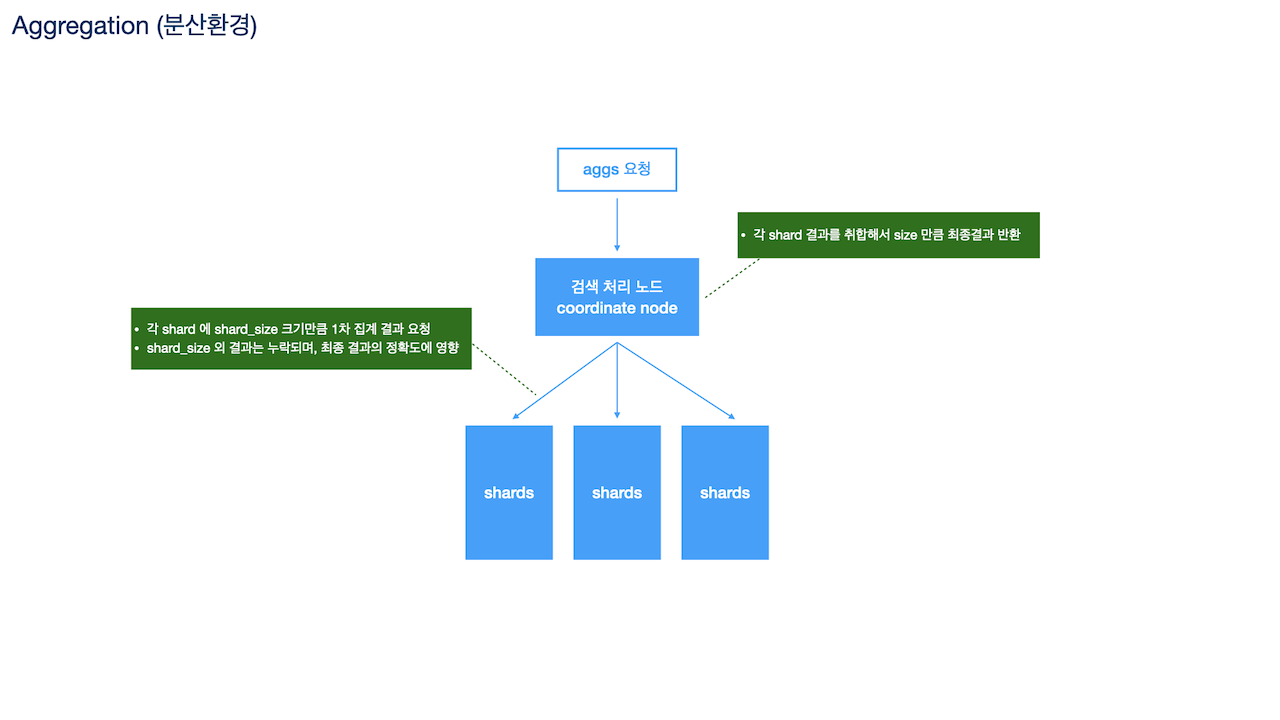 Aggregation (분산환경)
aggs 요청
• 각 shard 결과를 취합해서 size 만큼 최종결과 반환
검색 처리 노드
coordinate node
• 각 shard 에 shard_size 크기만큼 1차 집계 결과 요청
• shard_size 외 결과는 누락되며, 최종 결과의 정확도에 영향
shards
shards
shards